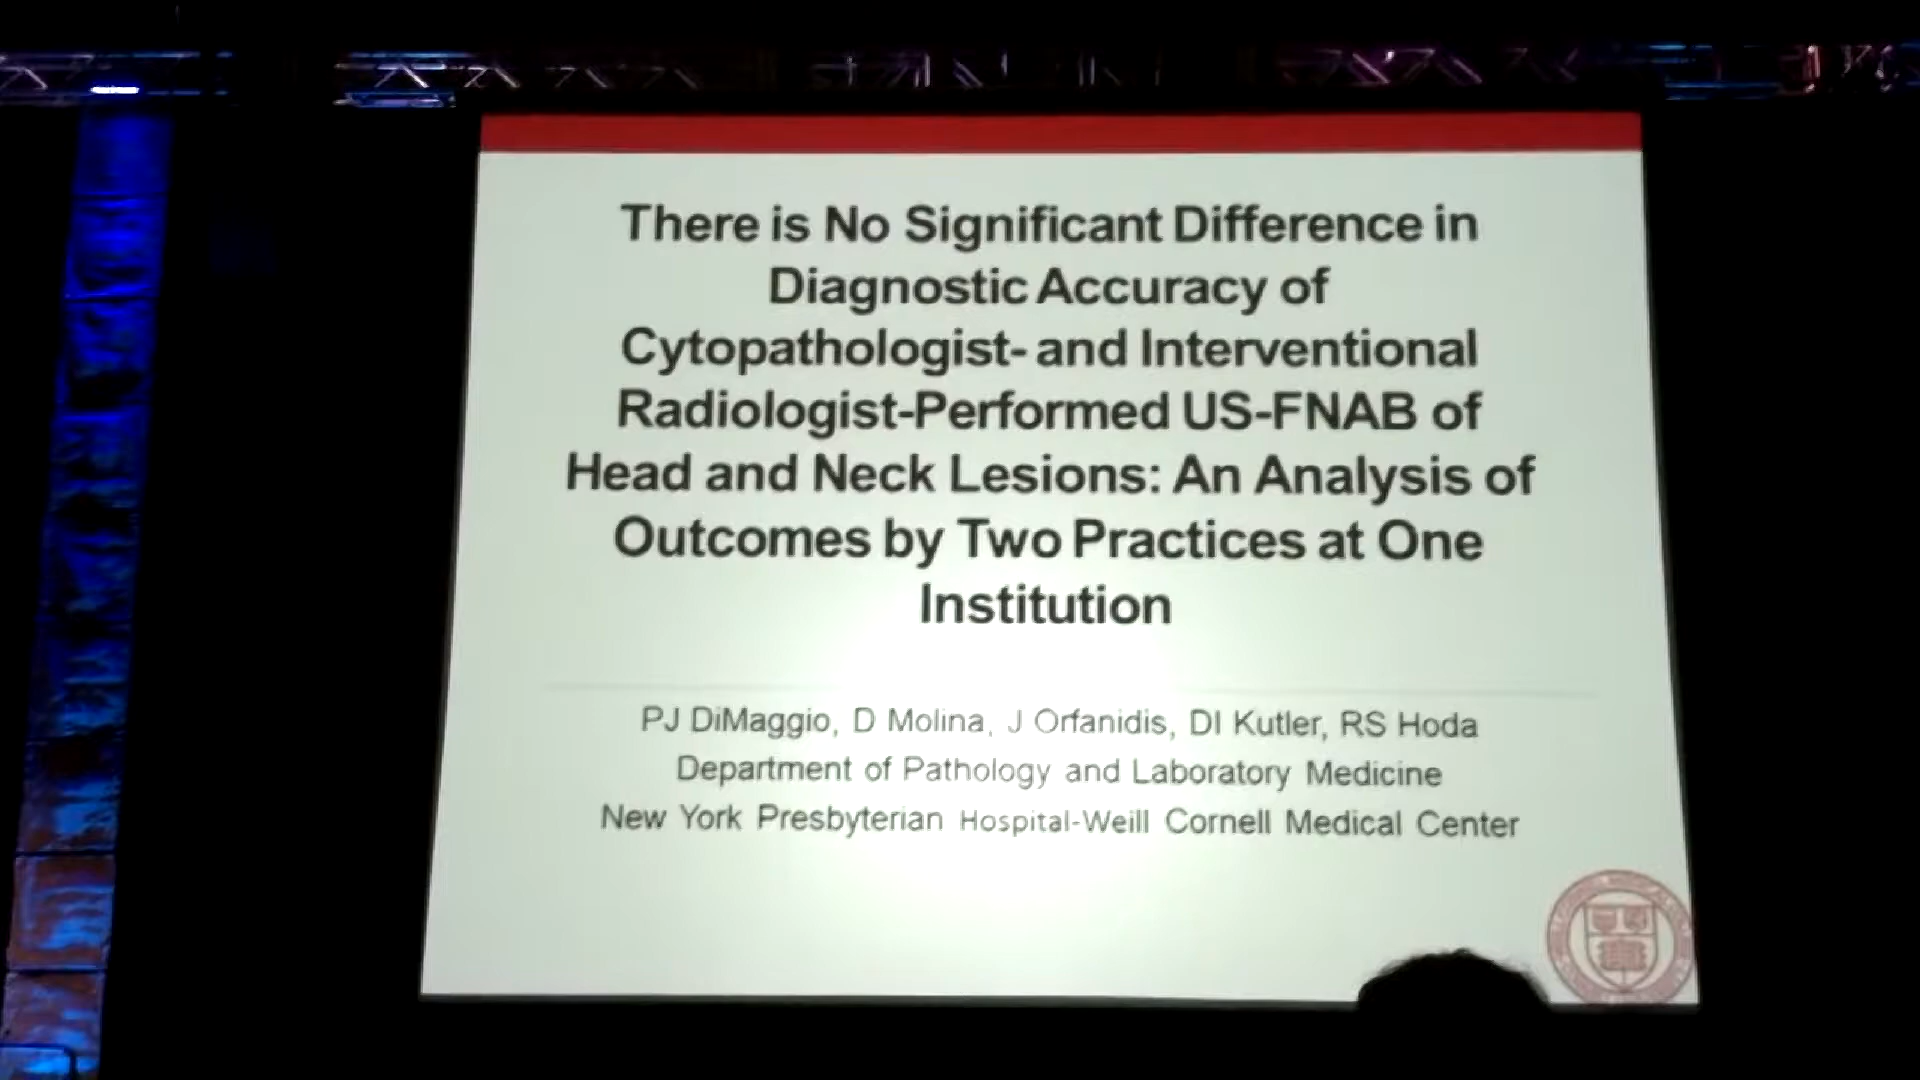 There is No Significant Difference in
Diagnostic Accuracy of
Cytopathologist- and Interventional
Radiologist-Performed US-FNAB of
Head and Neck Lesions: An Analysis of
Outcomes by Two Practices at One
Institution
PJ DiMaggio, D Molina, J Orfanidis, DI Kutler, RS Hoda
Department of Pathology and Laboratory Medicine
New York Presbyterian Hospital-Weill Cornell Medical Center